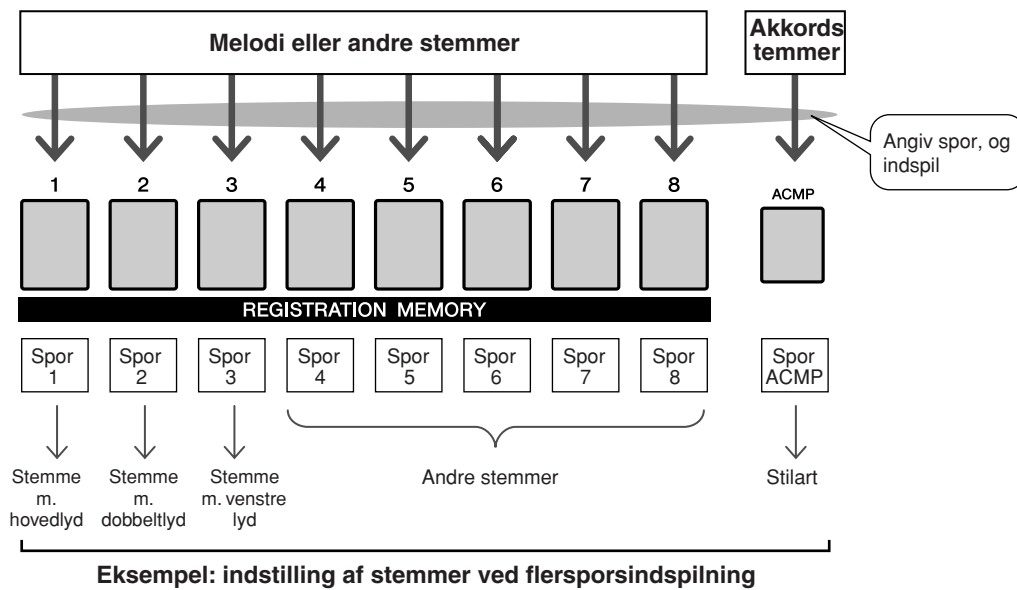 Melodi eller andre stemmer
Akkords
temmer
Angiv spor, og
indspil
1 2 3 4 5 6 7 8 ACMP
REGISTRATION MEMORY
Spor
1
Spor
2
Spor
3
Spor
4
Spor
5
Spor
6
Spor
7
Spor
8
Spor
ACMP
Stemme
m.
hovedlyd
Stemme
m.
dobbeltlyd
Stemme
m. venstre
lyd
Andre stemmer
Stilart
Eksempel: indstilling af stemmer ved flersporsindspilning